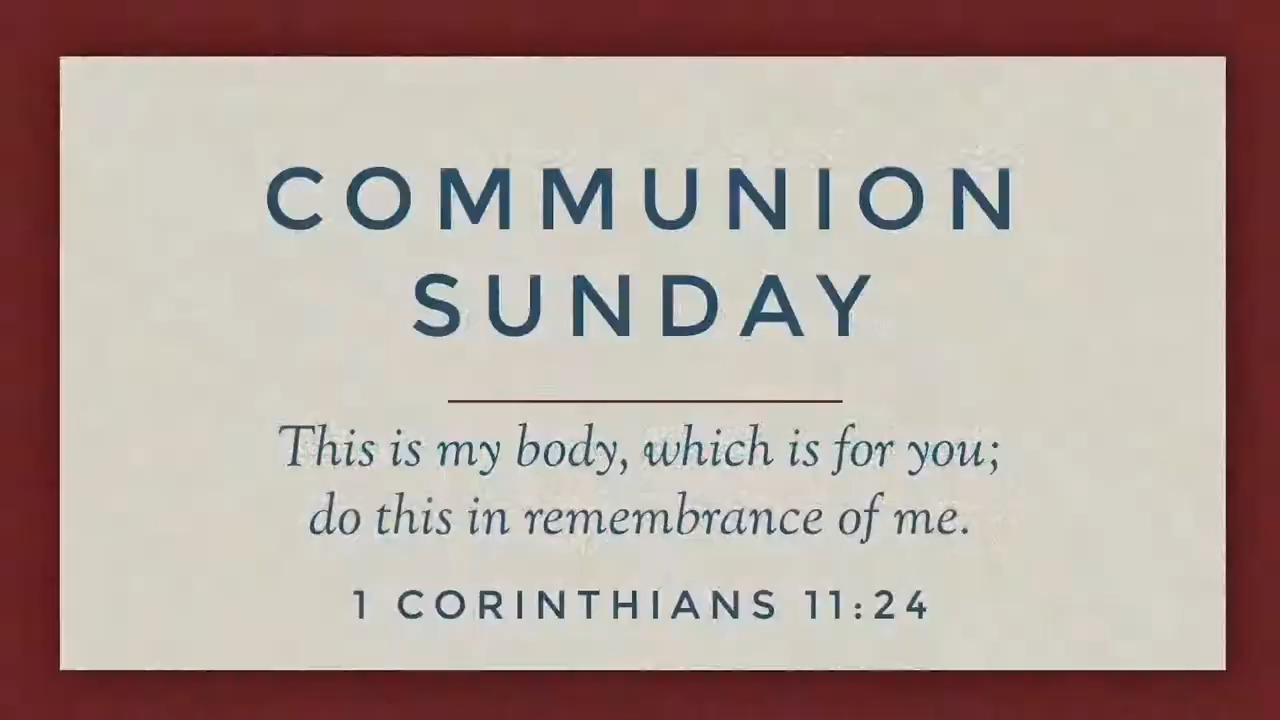 COMMUNION
SUNDAY
This is my body, which is for you;
do this in remembrance of me.
1 CORINTHIANS 11:24